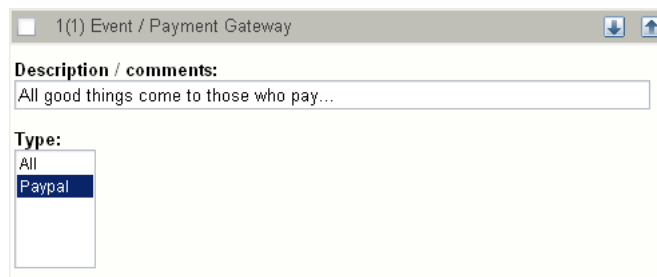 1(1) Event / Payment Gateway
Description / comments:
All good things come to those who pay...
Type:
All
Paypal